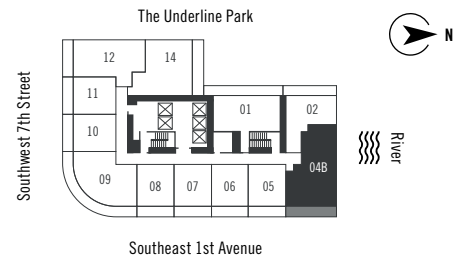 The Underline Park
N
12
14
11
01
02
10
Southwest 7th Street
River
04B
09
08
07
06
05
Southeast 1st Avenue